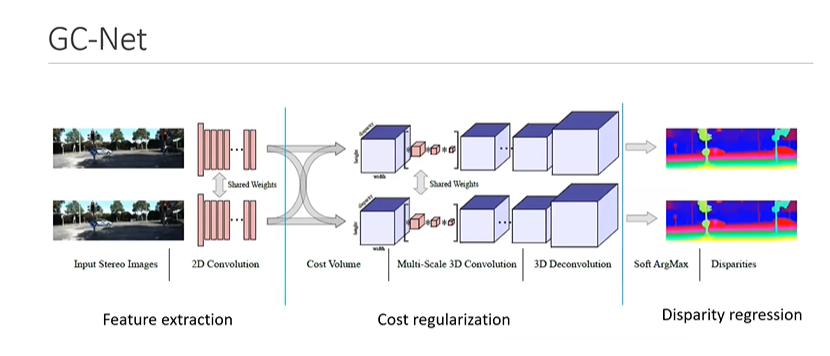 GC-Net
disparity
height
width
Shared Weights
Shared Weights
disparity
height
width
Input Stereo Images
2D Convolution
Cost Volume
Multi-Scale 3D Convolution
3D Deconvolution
Soft ArgMax
Disparities
Feature extraction
Cost regularization
Disparity regression